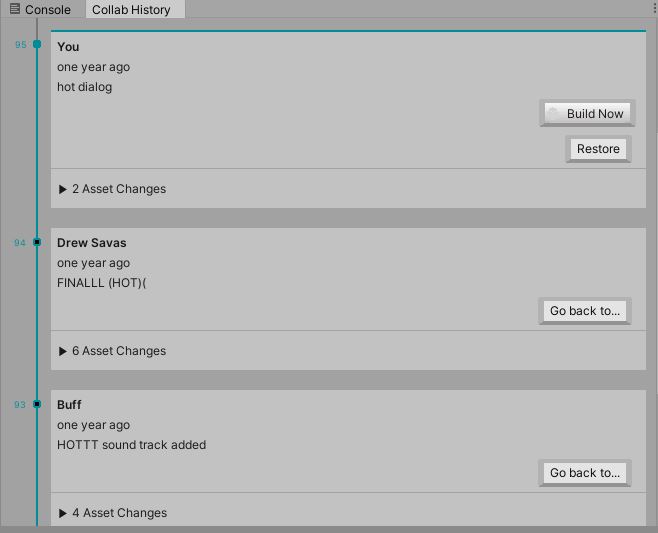 Console
Collab History
95
You
one year ago
hot dialog
Build Now
Restore
2 Asset Changes
94
Drew Savas
one year ago
FINALLL (HOT)(
Go back to...
6 Asset Changes
93
Buff
one year ago
HOTTT sound track added
Go back to...
4 Asset Changes